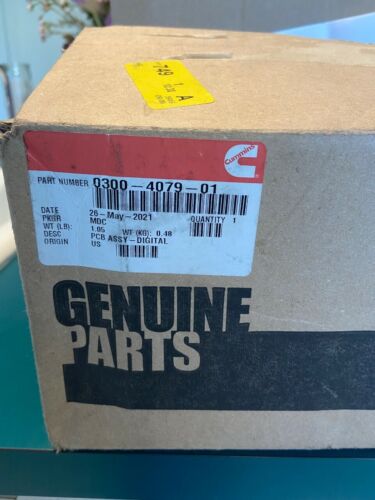 749
1
A
Cummins
PART NUMBER 0300-4079-01
DATE 26-May-2021 QUANTITY 1
PKGR MDC
WT (LB): 1.05 WT (KG): 0.48
DESC PCB ASSY-DIGITAL
ORIGIN US
GENUINE
PARTS